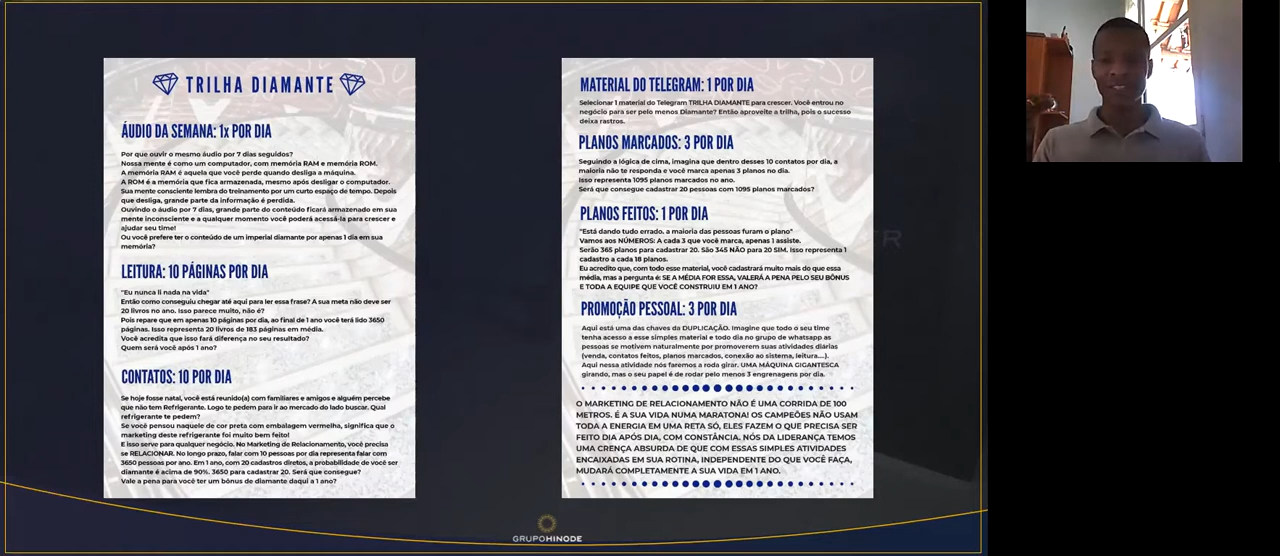 TRILHA DIAMANTE
ÁUDIO DA SEMANA: 1x POR DIA
Por que ouvir o mesmo áudio por 7 dias seguidos?
Nossa mente é como um computador, com memória RAM e memória ROM.
A memória RAM é aquela que você perde quando desliga a máquina.
A ROM é a memória que fica armazenada, mesmo após desligar o computador.
Sua mente consciente lembra do treinamento por um curto espaço de tempo. Depois
que desliga, grande parte da informação é perdida.
Ouvindo o áudio por 7 dias, grande parte do conteúdo ficará armazenado em sua
mente inconsciente e a qualquer momento você poderá acessá-la para crescer e
ajudar seu time!
Ou você prefere ter o conteúdo de um imperial diamante por apenas 1 dia em sua
memória?
LEITURA: 10 PÁGINAS POR DIA
"Eu nunca li nada na vida"
Então como conseguiu chegar até aqui para ler essa frase? A sua meta não deve ser
20 livros no ano. Isso parece muito, não é?
Pois repare que em apenas 10 páginas por dia, ao final de 1 ano você terá lido 3650
páginas. Isso representa 20 livros de 183 páginas em média.
Você acredita que isso fará diferença no seu resultado?
Quem será você após 1 ano?
CONTATOS: 10 POR DIA
Se hoje fosse natal, você está reunido(a) com familiares e amigos e alguém percebe
que não tem Refrigerante. Logo te pedem para ir ao mercado do lado buscar. Qual
refrigerante te pedem?
Se você pensou naquele de cor preta com embalagem vermelha, significa que o
marketing deste refrigerante foi muito bem feito!
E isso serve para qualquer negócio. No Marketing de Relacionamento, você precisa
se RELACIONAR. No longo prazo, falar com 10 pessoas por dia representa falar com
3650 pessoas por ano. Em 1 ano, com 20 cadastros diretos, a probabilidade de você ser
diamante é acima de 90%. 3650 para cadastrar 20. Será que consegue?
Vale a pena para você ter um bônus de diamante daqui a 1 ano?
MATERIAL DO TELEGRAM: 1 POR DIA
Selecionar 1 material do Telegram TRILHA DIAMANTE para crescer. Você entrou no
negócio para ser pelo menos Diamante? Então aproveite a trilha, pois o sucesso
deixa rastros.
PLANOS MARCADOS: 3 POR DIA
Seguindo a lógica de cima, imagina que dentro desses 10 contatos por dia, a
maioria não te responda e você marca apenas 3 planos no dia.
Isso representa 1095 planos marcados no ano.
Será que consegue cadastrar 20 pessoas com 1095 planos marcados?
PLANOS FEITOS: 1 POR DIA
"Está dando tudo errado, a maioria das pessoas furam o plano"
Vamos aos NÚMEROS: A cada 3 que você marca, apenas 1 assiste.
Serão 365 planos para cadastrar 20. São 345 NÃO para 20 SIM. Isso representa 1
cadastro a cada 18 planos.
Eu acredito que, com todo esse material, você cadastrará muito mais do que essa
média, mas a pergunta é: SE A MÉDIA FOR ESSA, VALERÁ A PENA PELO SEU BÔNUS
E TODA A EQUIPE QUE VOCÊ CONSTRUIU EM 1 ANO?
PROMOÇÃO PESSOAL: 3 POR DIA
Aqui está uma das chaves da DUPLICAÇÃO. Imagine que todo o seu time
tenha acesso a esse simples material e todo dia no grupo de whatsapp as
pessoas se motivem naturalmente por promoverem suas atividades diárias
(venda, contatos feitos, planos marcados, conexão ao sistema, leitura....).
Aqui nessa atividade nós faremos a roda girar. UMA MÁQUINA GIGANTESCA
girando, mas o seu papel é de rodar pelo menos 3 engrenagens por dia.
O MARKETING DE RELACIONAMENTO NÃO É UMA CORRIDA DE 100
METROS. É A SUA VIDA NUMA MARATONA! OS CAMPEÕES NÃO USAM
TODA A ENERGIA EM UMA RETA SÓ, ELES FAZEM O QUE PRECISA SER
FEITO DIA APÓS DIA, COM CONSTÂNCIA. NÓS DA LIDERANÇA TEMOS
UMA CRENÇA ABSURDA DE QUE COM ESSAS SIMPLES ATIVIDADES
ENCAIXADAS EM SUA ROTINA, INDEPENDENTE DO QUE VOCÊ FAÇA,
MUDARÁ COMPLETAMENTE A SUA VIDA EM 1 ANO.
GRUPOHINODE